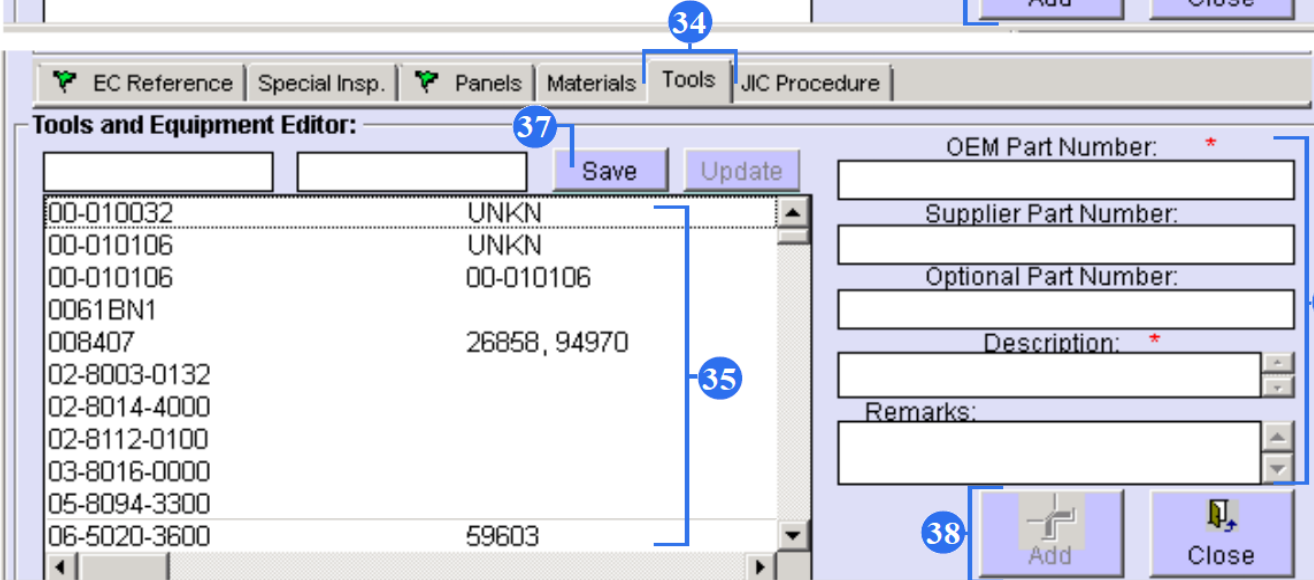 Add Close
34
EC Reference Special Insp. Panels Materials Tools JIC Procedure
Tools and Equipment Editor:
37
Save Update
OEM Part Number: *
00-010032 UNKN
Supplier Part Number:
00-010106 UNKN
00-010106 00-010106
Optional Part Number:
0061BN1
008407 26858, 94970
Description: *
02-8003-0132
35
02-8014-4000
Remarks:
02-8112-0100
03-8016-0000
05-8094-3300
06-5020-3600 59603
38
Add Close